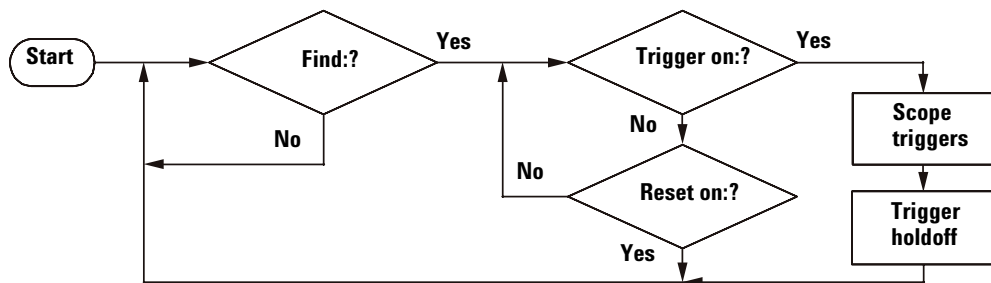 Start
Find:?
Yes
No
Trigger on:?
Yes
No
Reset on:?
No
Yes
Scope
triggers
Trigger
holdoff